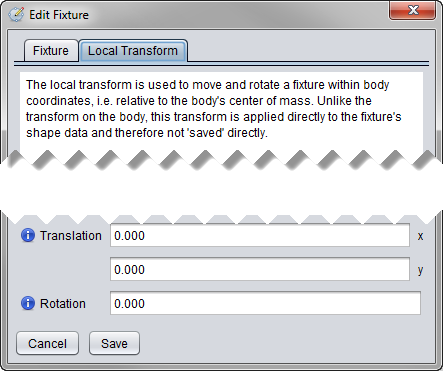 Edit Fixture
Fixture Local Transform
The local transform is used to move and rotate a fixture within body
coordinates, i.e. relative to the body's center of mass. Unlike the
transform on the body, this transform is applied directly to the fixture's
shape data and therefore not 'saved' directly.
Translation 0.000 x
0.000 y
Rotation 0.000
Cancel Save